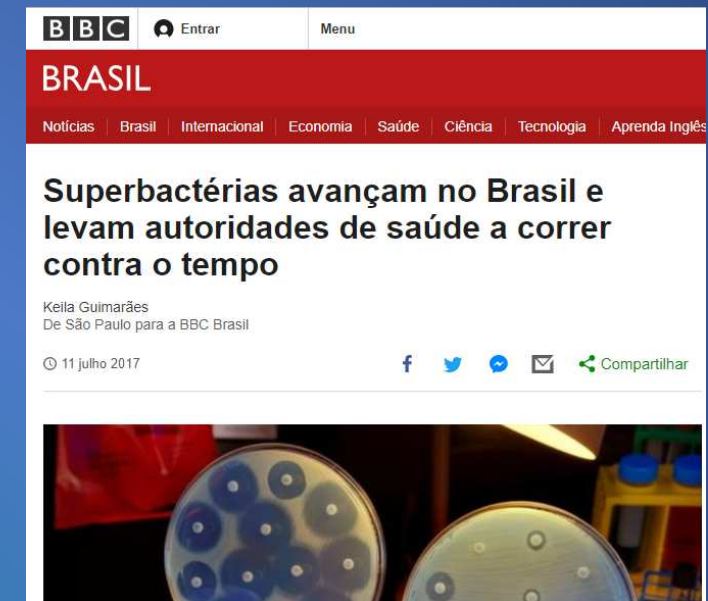 BBC Entrar Menu
BRASIL
Notícias Brasil Internacional Economia Saúde Ciência Tecnologia Aprenda Inglês
Superbactérias avançam no Brasil e
levam autoridades de saúde a correr
contra o tempo
Keila Guimarães
De São Paulo para a BBC Brasil
11 julho 2017 Compartilhar